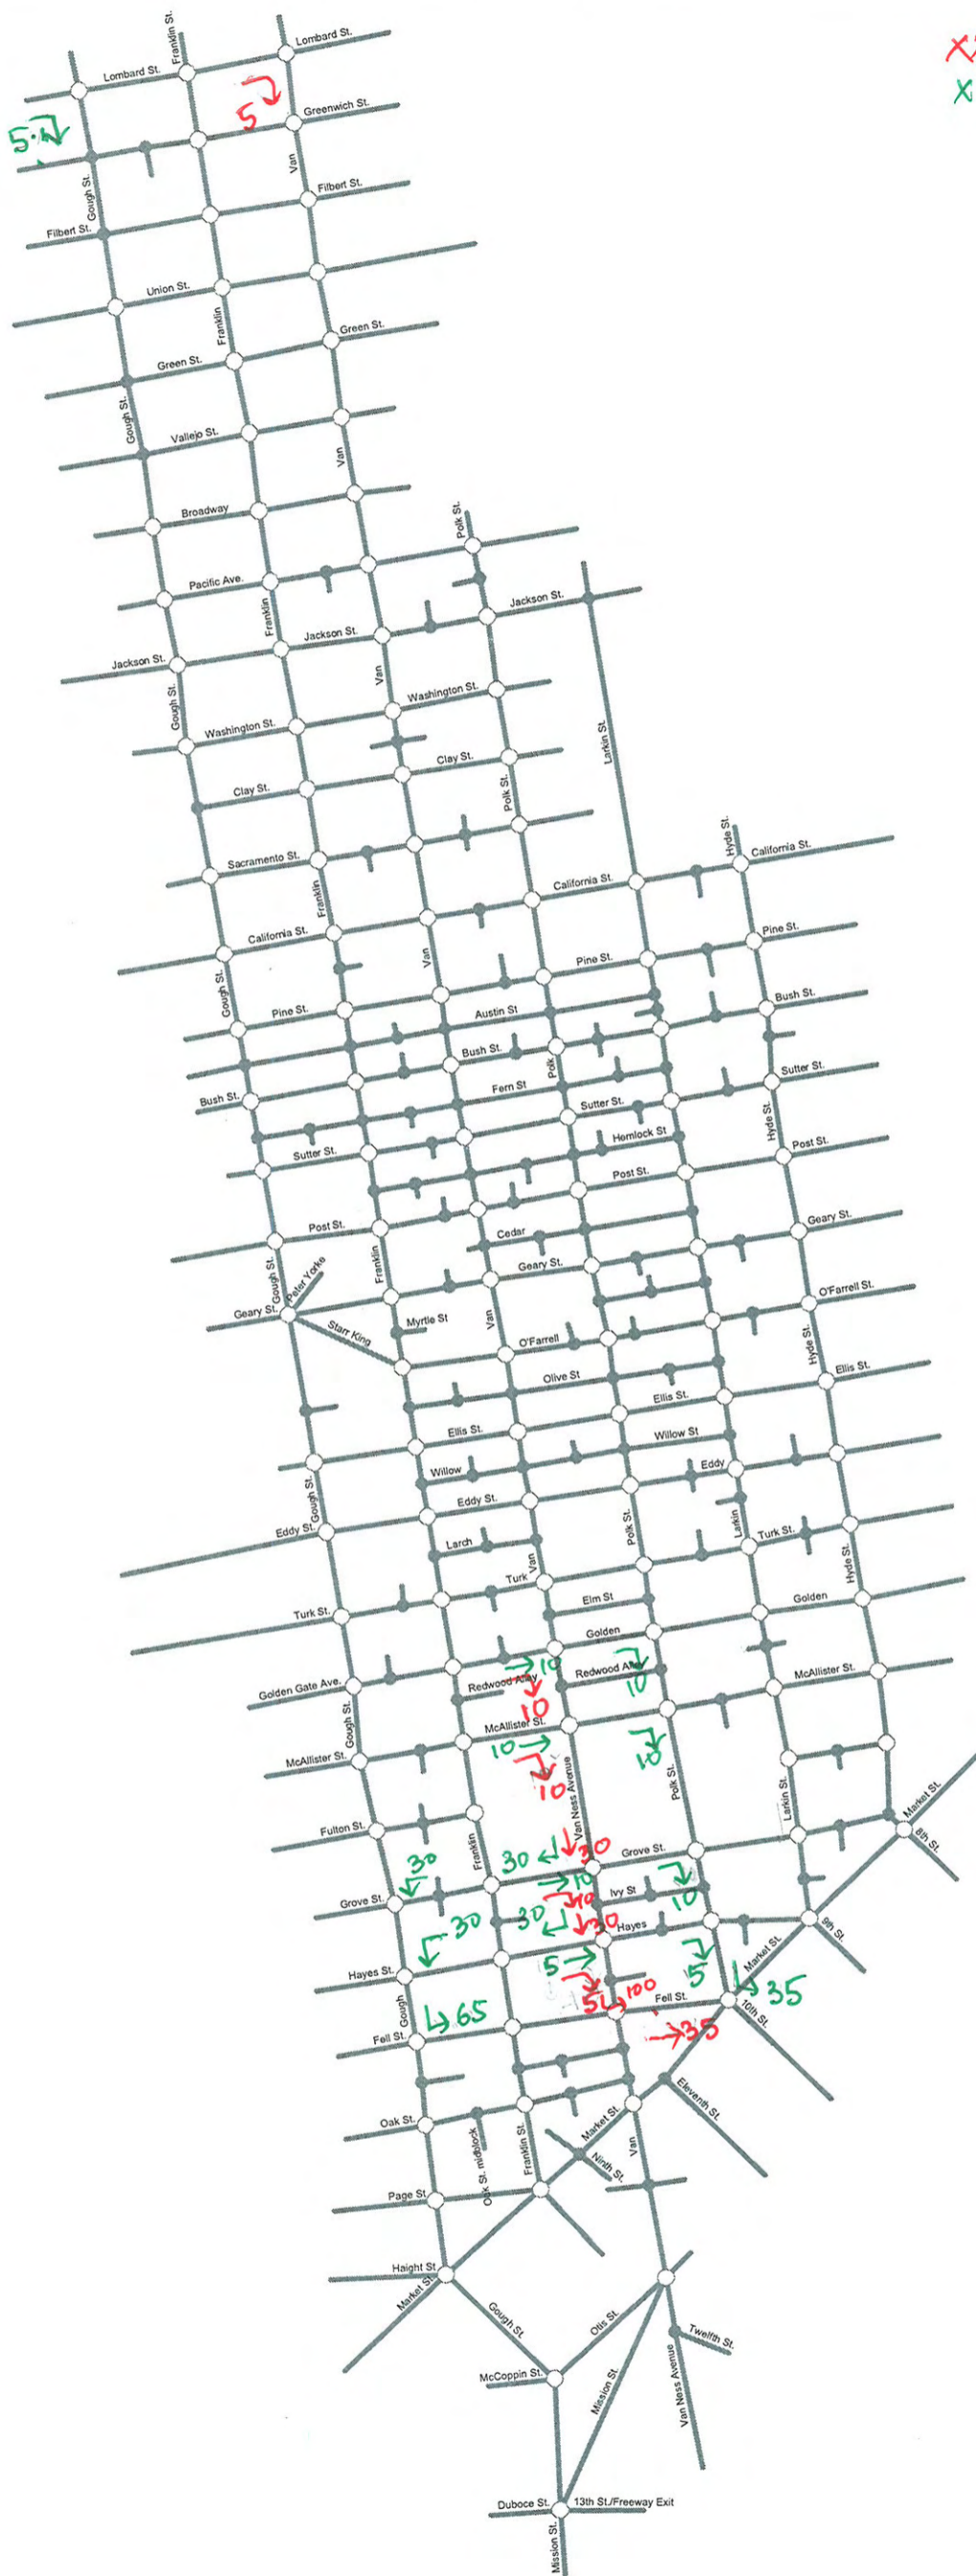 Franklin St.
Lombard St.
Lombard St.
X
X
5
Greenwich St.
5
Van
Gough St.
Filbert St.
Filbert St.
Union St.
Franklin
Green St.
Green St.
Gough St.
Vallejo St.
Van
Broadway
Polk St.
Pacific Ave.
Franklin
Jackson St.
Jackson St.
Jackson St.
Van
Gough St.
Washington St.
Washington St.
Larkin St.
Clay St.
Clay St.
Polk St.
Hyde St.
California St.
Sacramento St.
Franklin
California St.
California St.
Van
Pine St.
Pine St.
Gough St.
Pine St.
Austin St
Bush St.
Bush St.
Polk
Bush St.
Fern St
Sutter St.
Sutter St.
Hyde St.
Hemlock St
Sutter St.
Post St.
Post St.
Post St.
Cedar
Geary St.
Gough St.
Peter Yorke
Franklin
Geary St.
Geary St.
Starr King
Myrtle St
Van
O'Farrell St.
O'Farrell
Hyde St.
Ellis St.
Olive St
Ellis St.
Ellis St.
Willow St
Gough St.
Willow
Eddy
Eddy St.
Eddy St.
Polk St.
Larkin
Turk St.
Larch
Van
Hyde St.
Turk
Elm St
Golden
Turk St.
Golden
10
Redwood Alley
McAllister St.
Golden Gate Ave.
Redwood Alley
10
10
Gough St.
McAllister St.
10
10
McAllister St.
10
Van Ness Avenue
Polk St.
Larkin St.
Market St.
8th St.
Fulton St.
Franklin
30
30
30
Grove St.
10
Grove St.
10
Ivy St
10
30
30
30
Hayes
9th St.
Market St.
5
5
Hayes St.
5
100
35
Gough
65
Fell St.
10th St.
Fell St.
35
Eleventh St.
Oak St.
Market St.
Oak St. midblock
Franklin St.
Van
Ninth St.
Page St.
Haight St
Market St.
Gough St.
Otis St.
Twelfth St.
McCoppin St.
Mission St.
Van Ness Avenue
Duboce St.
13th St./Freeway Exit
Mission St.